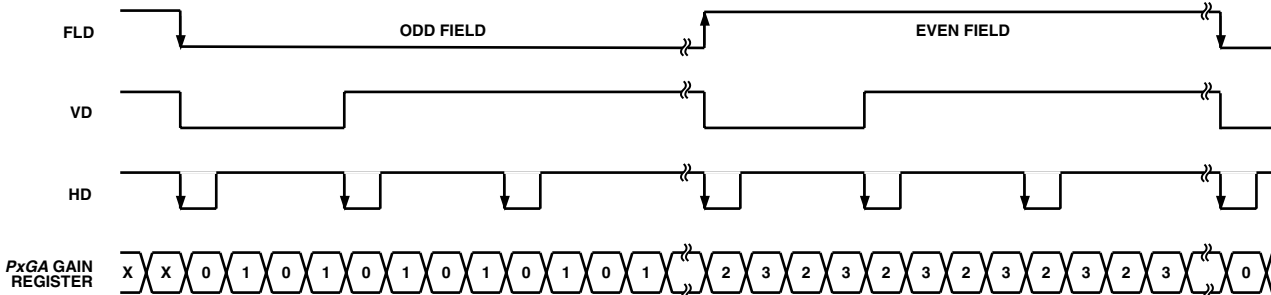 FLD
ODD FIELD
EVEN FIELD
VD
HD
PxGA GAIN
REGISTER
X X 0 1 0 1 0 1 0 1 0 1 0 1 2 3 2 3 2 3 2 3 2 3 2 3 0